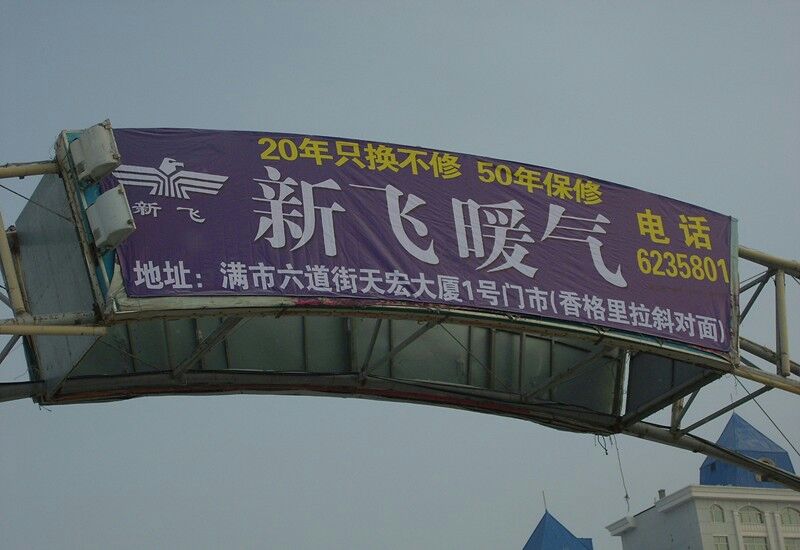 20年只换不修 50年保修
新飞
新飞暖气
电话
6235801
地址：满市六道街天宏大厦1号门市(香格里拉斜对面)